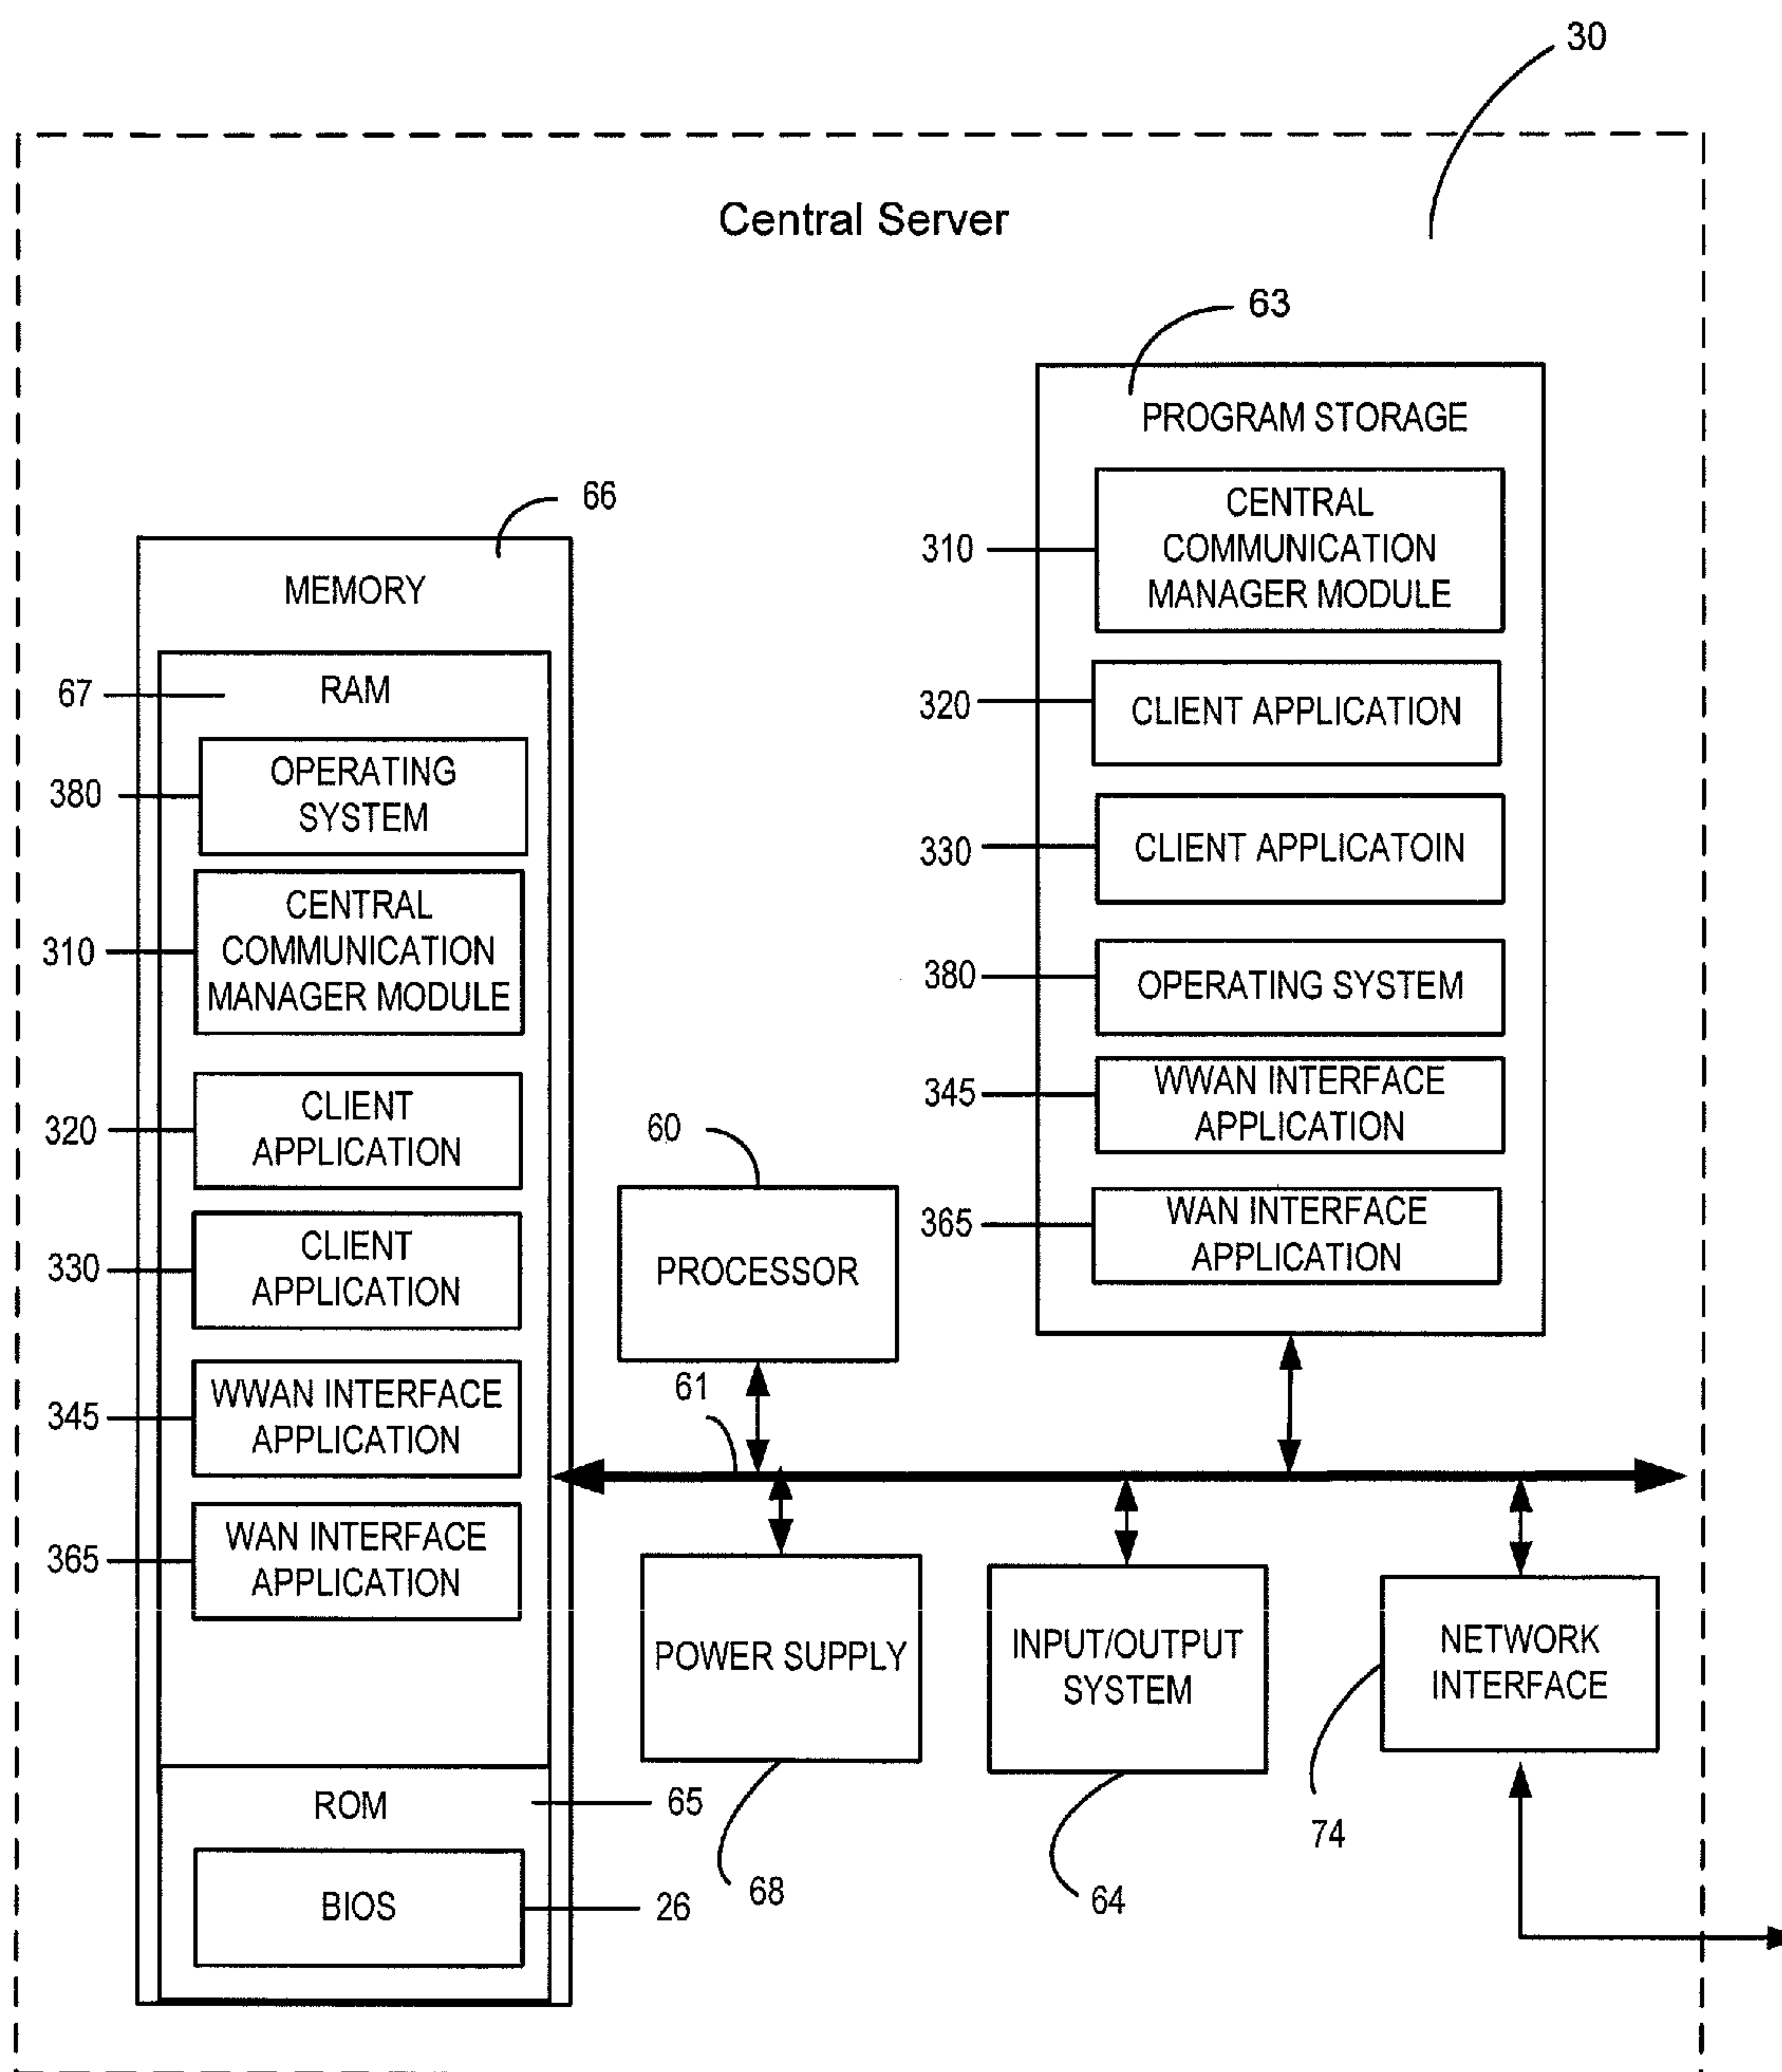 30
Central Server
63
PROGRAM STORAGE
310
CENTRAL
COMMUNICATION
MANAGER MODULE
320
CLIENT APPLICATION
330
CLIENT APPLICATOIN
380
OPERATING SYSTEM
345
WWAN INTERFACE
APPLICATION
365
WAN INTERFACE
APPLICATION
66
MEMORY
67
RAM
380
OPERATING
SYSTEM
310
CENTRAL
COMMUNICATION
MANAGER MODULE
320
CLIENT
APPLICATION
330
CLIENT
APPLICATION
345
WWAN INTERFACE
APPLICATION
365
WAN INTERFACE
APPLICATION
ROM
65
BIOS
26
60
PROCESSOR
61
POWER SUPPLY
68
INPUT/OUTPUT
SYSTEM
64
NETWORK
INTERFACE
74